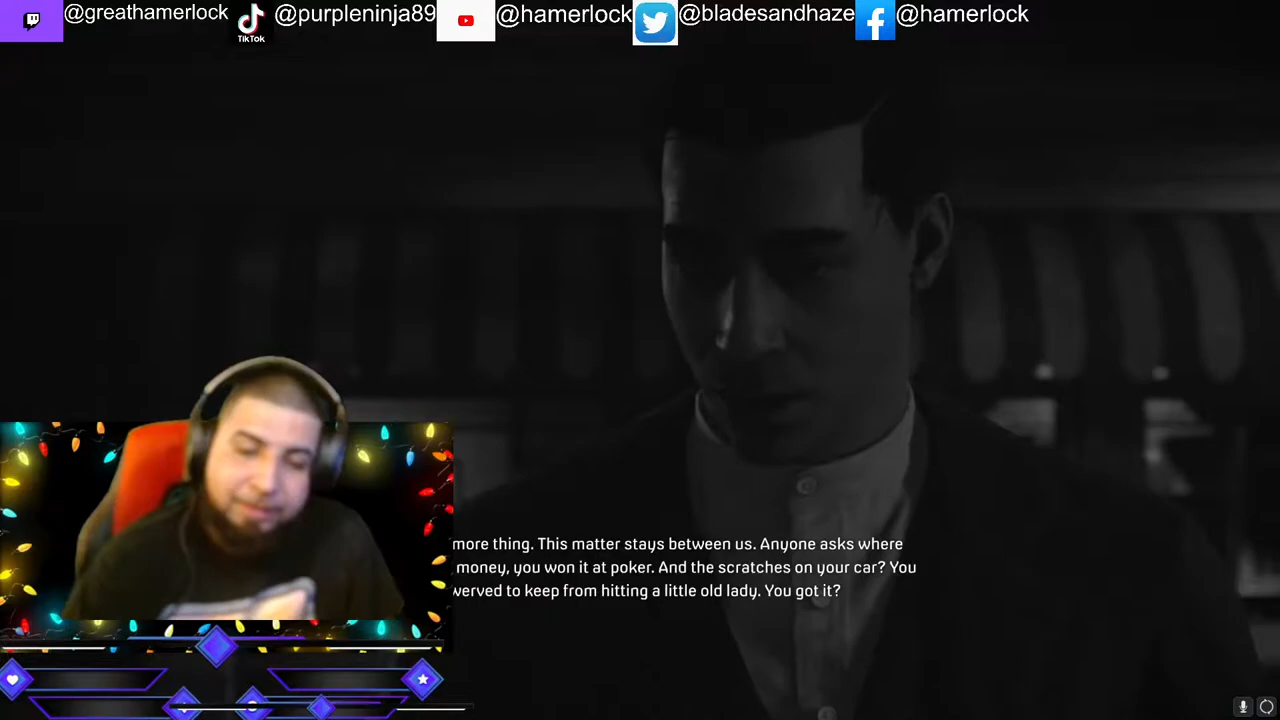 @greathamerlock
TikTok
@purpleninja89
@hamerlock
@bladesandhaze
@hamerlock
more thing. This matter stays between us. Anyone asks where
money, you won it at poker. And the scratches on your car? You
werved to keep from hitting a little old lady. You got it?